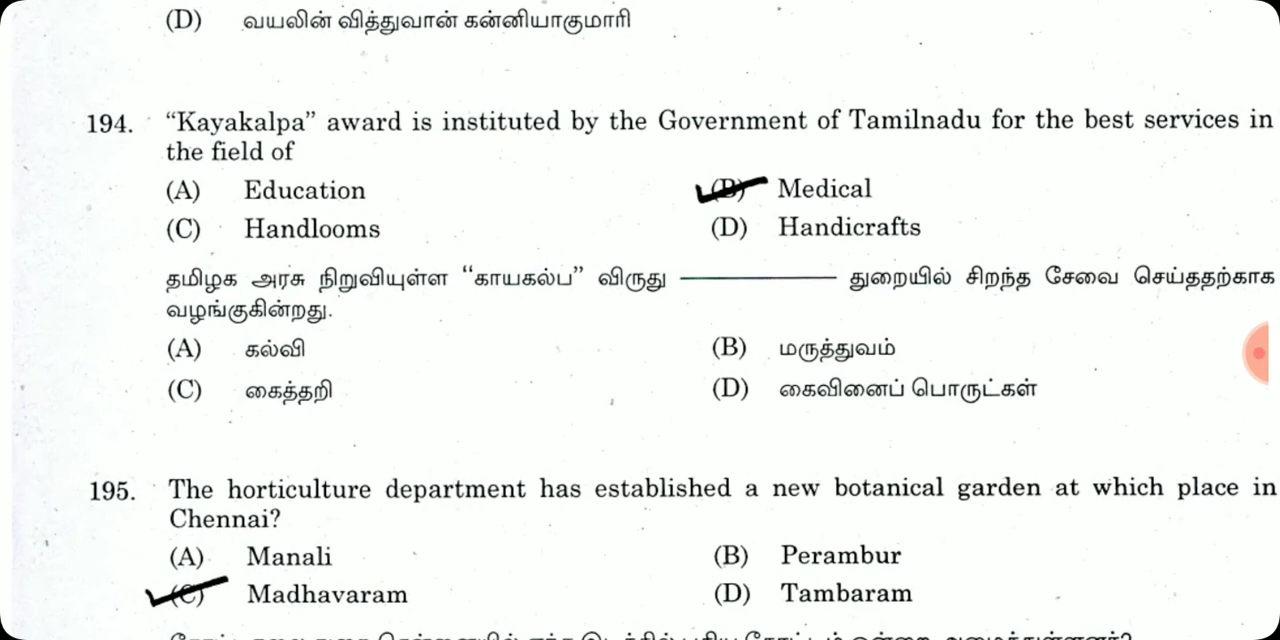 (D) வயலின் வித்துவான் கன்னியாகுமாரி
194. “Kayakalpa” award is instituted by the Government of Tamilnadu for the best services in
the field of
(A) Education (B) Medical
(C) Handlooms (D) Handicrafts
தமிழக அரசு நிறுவியுள்ள “காயகல்ப” விருது ———— துறையில் சிறந்த சேவை செய்ததற்காக
வழங்குகின்றது.
(A) கல்வி (B) மருத்துவம்
(C) கைத்தறி (D) கைவினைப் பொருட்கள்
195. The horticulture department has established a new botanical garden at which place in
Chennai?
(A) Manali (B) Perambur
(C) Madhavaram (D) Tambaram